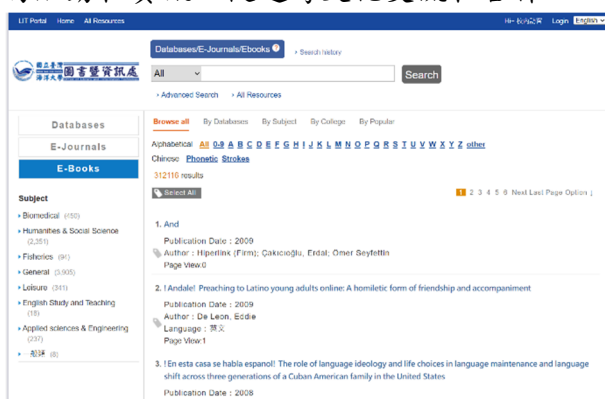 LIT Portal Home All Resources
Hi~ 校內訪官 Login English
國立臺灣海洋大學 圖書暨資訊處
Databases/E-Journals/Ebooks ?
› Search history
All
Search
› Advanced Search › All Resources
Databases
E-Journals
E-Books
Subject
Biomedical (450)
Humanities & Social Science
(2,351)
Fisheries (91)
General (3,905)
Leisure (341)
English Study and Teaching
(18)
Applied sciences & Engineering
(237)
一般譯 (8)
Browse all By Databases By Subject By College By Popular
Alphabetical All 0-9 A B C D E F G H I J K L M N O P Q R S T U V W X Y Z other
Chinese Phonetic Strokes
312116 results
Select All
1 2 3 4 5 6 Next Last Page Option ↓
1. And
Publication Date : 2009
Author : Hiperlink (Firm); Çakıcıoğlu, Erdal; Ömer Seyfettin
Page View:0
2. !Andale! Preaching to Latino young adults online: A homiletic form of friendship and accompaniment
Publication Date : 2009
Author : De Leon, Eddie
Language : 英文
Page View:1
3. !En esta casa se habla espanol! The role of language ideology and life choices in language maintenance and language
shift across three generations of a Cuban American family in the United States
Publication Date : 2008